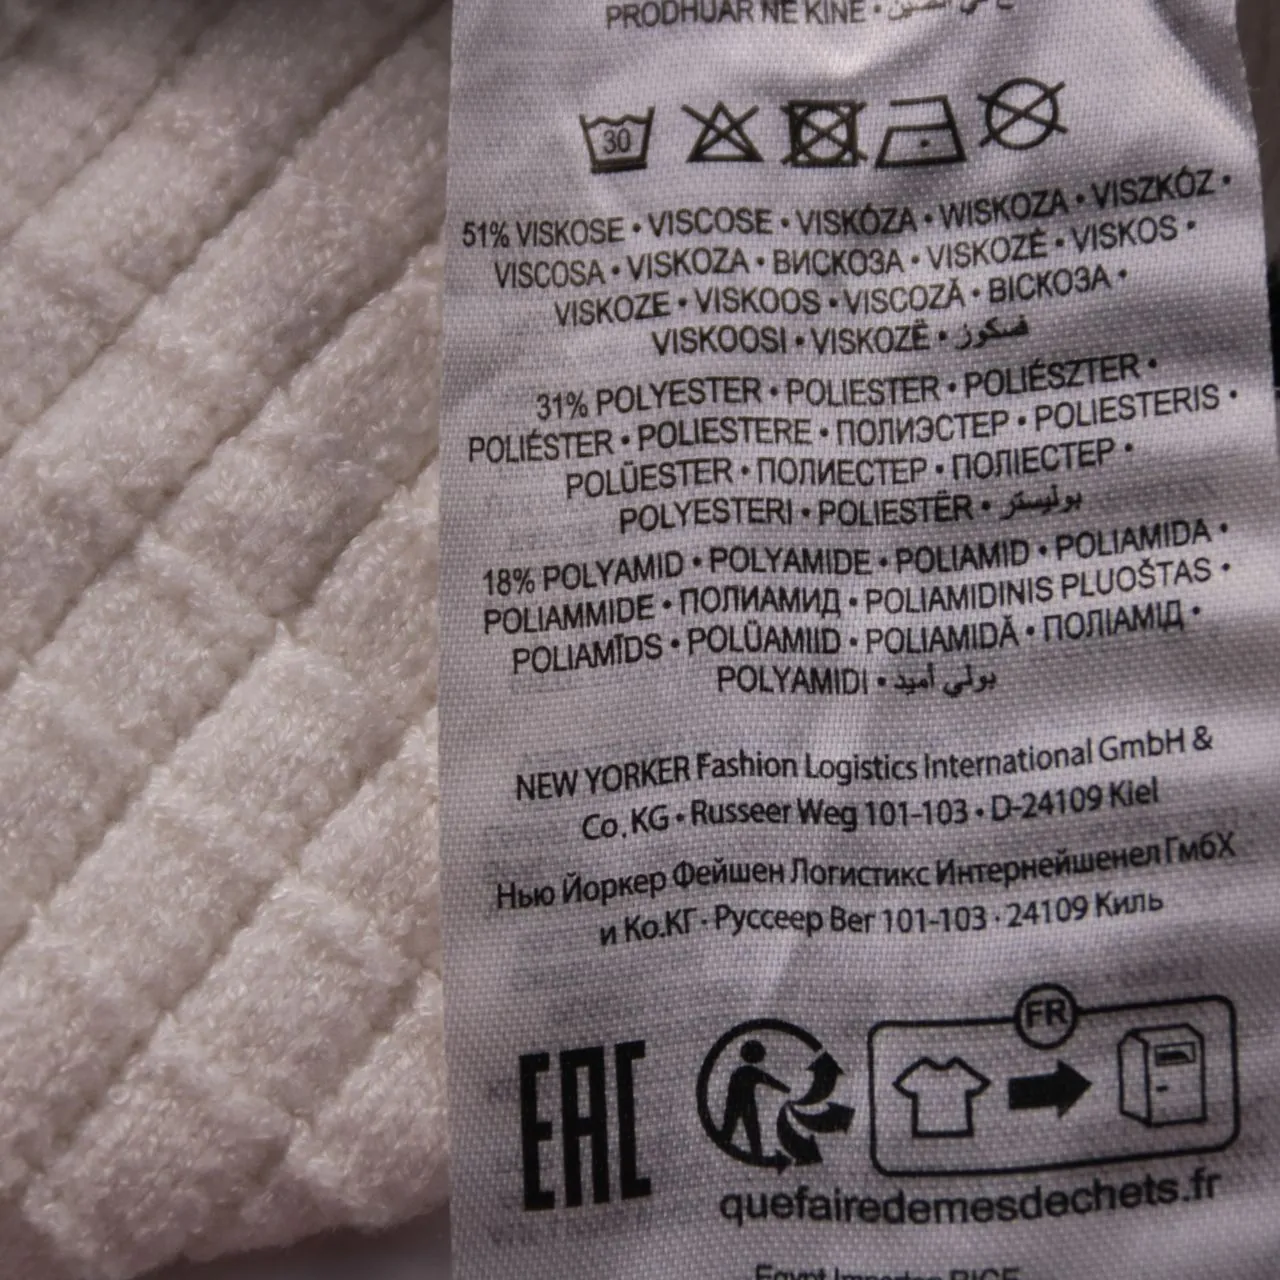 PRODHUAR NË KINË •
30
51% VISKOSE • VISCOSE • VISKÓZA • WISKOZA • VISZKÓZ •
VISCOSA • VISKOZA • ВИСКОЗА • VISKOZĖ • VISKOS •
VISKOZE • VISKOOS • VISCOZĂ • ВІСКОЗА •
VISKOOSI • VISKOZË • فسكوز
31% POLYESTER • POLIESTER • POLIÉSZTER •
POLIÉSTER • POLIESTERE • ПОЛИЭСТЕР • POLIESTERIS •
POLÜESTER • ПОЛИЕСТЕР • ПОЛІЕСТЕР •
POLYESTERI • POLIESTËR • بوليستر
18% POLYAMID • POLYAMIDE • POLIAMID • POLIAMIDA •
POLIAMMIDE • ПОЛИАМИД • POLIAMIDINIS PLUOŠTAS •
POLIAMĪDS • POLÜAMIID • POLIAMIDĂ • ПОЛІАМІД •
POLYAMIDI • بولي أميد
NEW YORKER Fashion Logistics International GmbH &
Co. KG • Russeer Weg 101-103 • D-24109 Kiel
Нью Йоркер Фейшен Логистикс Интернейшенел ГмбХ
и Ко.КГ · Руссеер Вег 101-103 · 24109 Киль
EAC
FR
quefairedemesdechets.fr